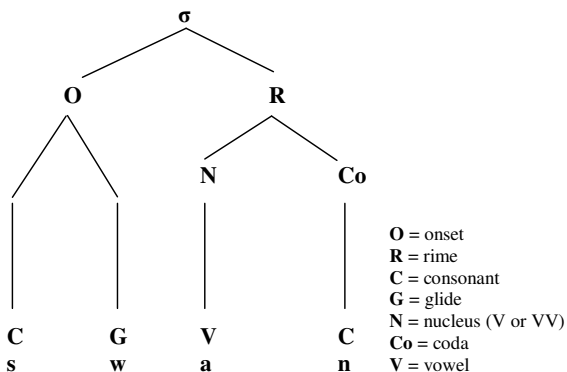 σ
O R
N Co
C G V C
s w a n
O = onset
R = rime
C = consonant
G = glide
N = nucleus (V or VV)
Co = coda
V = vowel